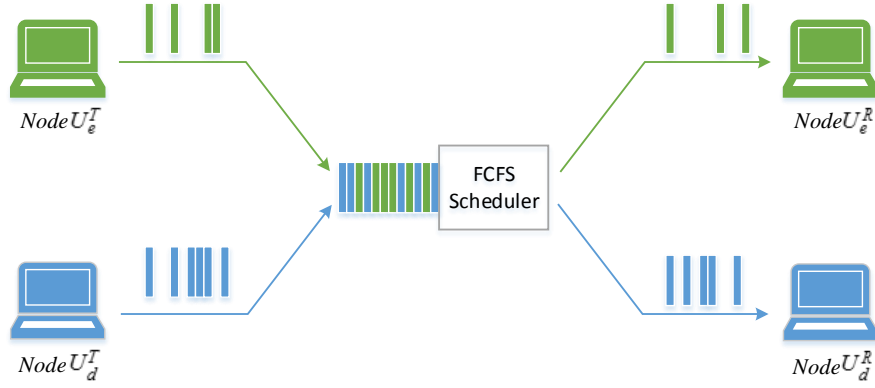 Node U_e^T
Node U_e^R
FCFS
Scheduler
Node U_d^T
Node U_d^R